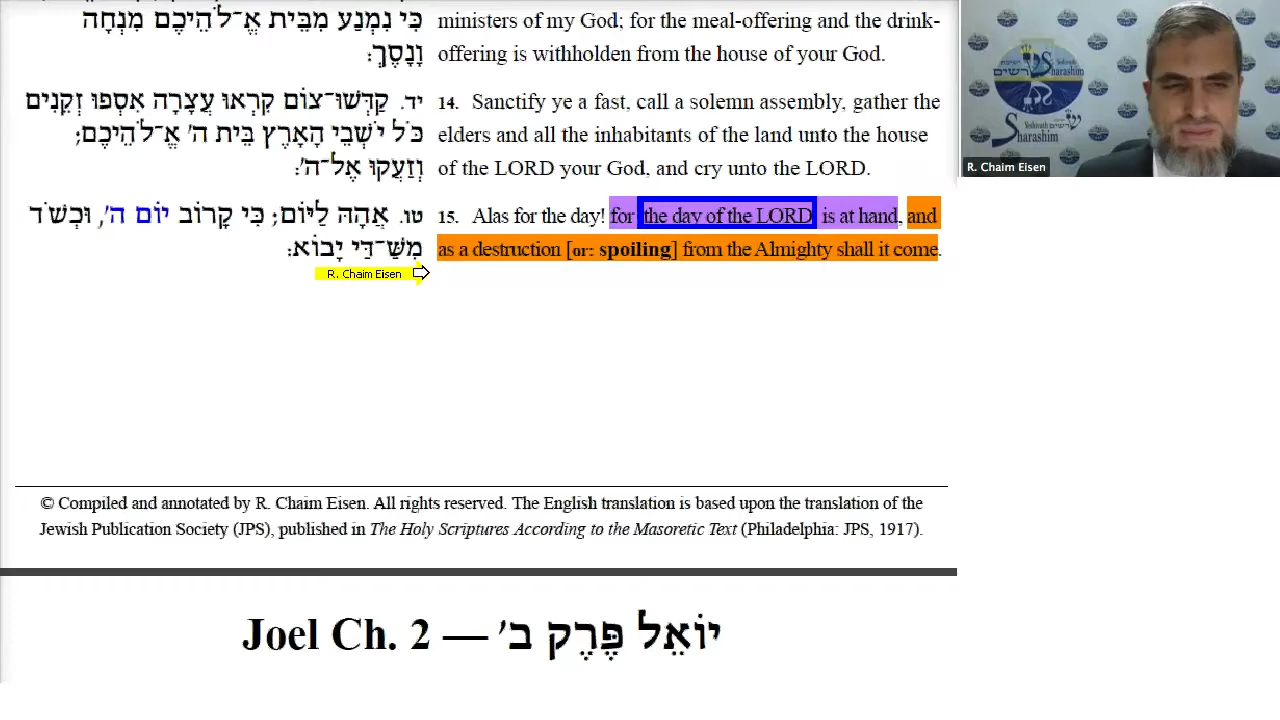 כִּי נִמְנַע מִבֵּית אֱ־לֹהֵיכֶם מִנְחָה
וָנָסֶךְ:
ministers of my God; for the meal-offering and the drink-
offering is withholden from the house of your God.
יד. קַדְּשׁוּ־צוֹם קִרְאוּ עֲצָרָה אִסְפוּ זְקֵנִים
כֹּל יֹשְׁבֵי הָאָרֶץ בֵּית ה' אֱ־לֹהֵיכֶם;
וְזַעֲקוּ אֶל־ה':
14. Sanctify ye a fast, call a solemn assembly, gather the
elders and all the inhabitants of the land unto the house
of the LORD your God, and cry unto the LORD.
טו. אֲהָהּ לַיּוֹם; כִּי קָרוֹב יוֹם ה', וּכְשֹׁד
מִשַּׁ־דַּי יָבוֹא:
15. Alas for the day! for the day of the LORD is at hand, and
as a destruction [or: spoiling] from the Almighty shall it come.
R. Chaim Eisen
© Compiled and annotated by R. Chaim Eisen. All rights reserved. The English translation is based upon the translation of the
Jewish Publication Society (JPS), published in The Holy Scriptures According to the Masoretic Text (Philadelphia: JPS, 1917).
Joel Ch. 2 — יוֹאֵל פֶּרֶק ב'
Yeshivath
Sharashim
שרשים
Yeshivath
Sharashim
R. Chaim Eisen